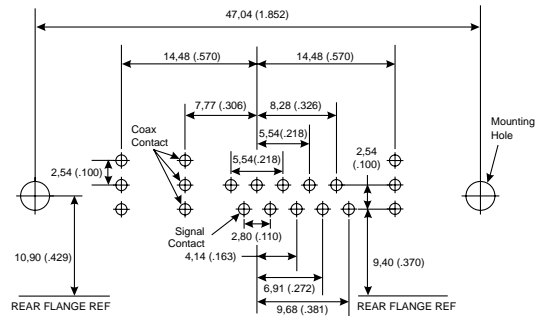 47,04 (1.852)
14,48 (.570)
14,48 (.570)
7,77 (.306)
8,28 (.326)
Coax
Contact
5,54(.218)
Mounting
Hole
5,54(.218)
2,54
(.100)
2,54 (.100)
Signal
Contact
2,80 (.110)
10,90 (.429)
4,14 (.163)
9,40 (.370)
6,91 (.272)
REAR FLANGE REF
9,68 (.381)
REAR FLANGE REF